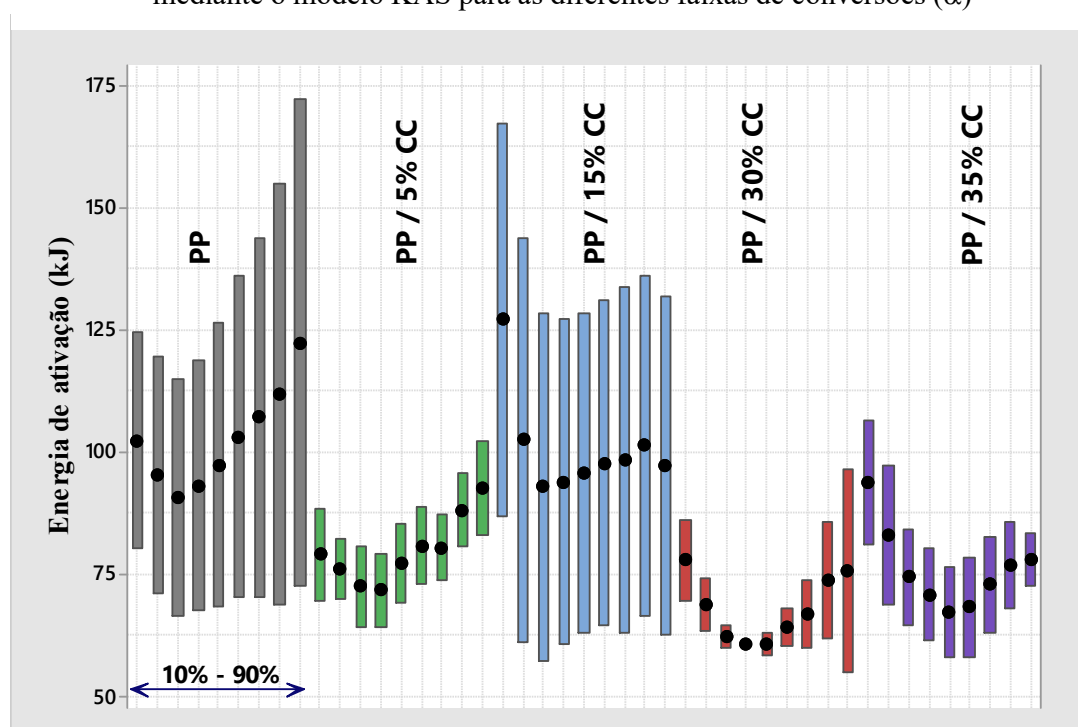 mediante o modelo KAS para as diferentes faixas de conversões (α)
175
150
125
100
75
50
Energia de ativação (kJ)
PP
PP / 5% CC
PP / 15% CC
PP / 30% CC
PP / 35% CC
10% - 90%